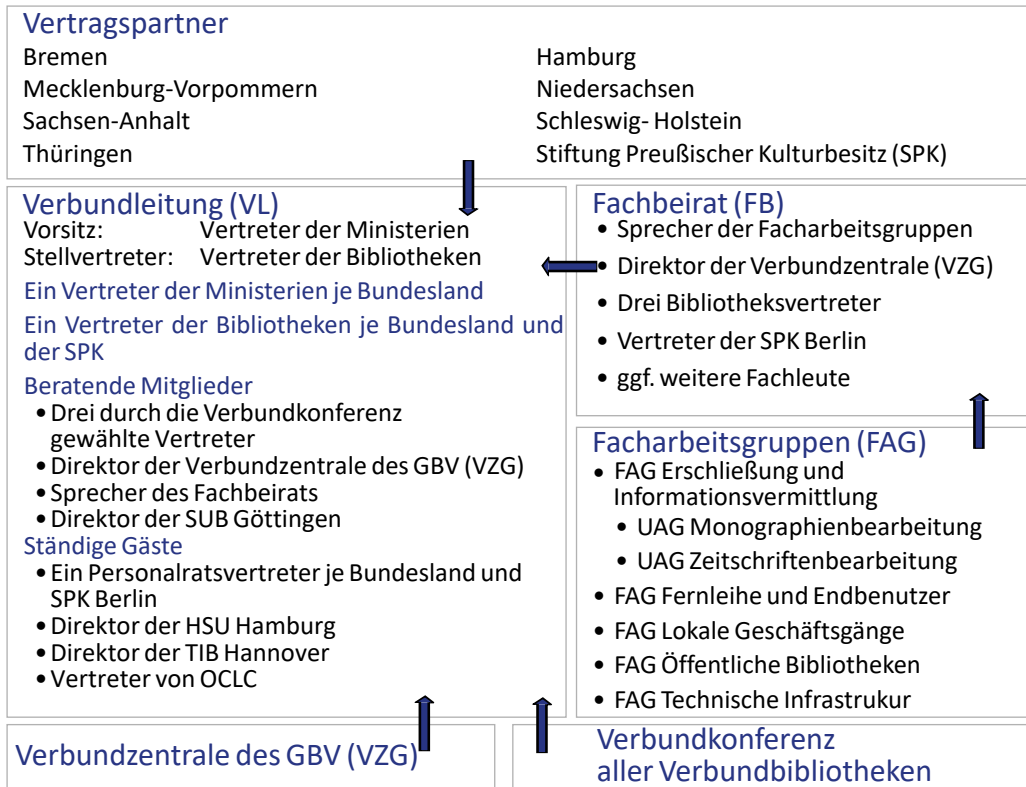 Vertragspartner
Bremen
Mecklenburg-Vorpommern
Sachsen-Anhalt
Thüringen
Hamburg
Niedersachsen
Schleswig- Holstein
Stiftung Preußischer Kulturbesitz (SPK)
Verbundleitung (VL)
Vorsitz: Vertreter der Ministerien
Stellvertreter: Vertreter der Bibliotheken
Ein Vertreter der Ministerien je Bundesland
Ein Vertreter der Bibliotheken je Bundesland und
der SPK
Beratende Mitglieder
• Drei durch die Verbundkonferenz
gewählte Vertreter
• Direktor der Verbundzentrale des GBV (VZG)
• Sprecher des Fachbeirats
• Direktor der SUB Göttingen
Ständige Gäste
• Ein Personalratsvertreter je Bundesland und
SPK Berlin
• Direktor der HSU Hamburg
• Direktor der TIB Hannover
• Vertreter von OCLC
Fachbeirat (FB)
• Sprecher der Facharbeitsgruppen
• Direktor der Verbundzentrale (VZG)
• Drei Bibliotheksvertreter
• Vertreter der SPK Berlin
• ggf. weitere Fachleute
Facharbeitsgruppen (FAG)
• FAG Erschließung und
Informationsvermittlung
• UAG Monographienbearbeitung
• UAG Zeitschriftenbearbeitung
• FAG Fernleihe und Endbenutzer
• FAG Lokale Geschäftsgänge
• FAG Öffentliche Bibliotheken
• FAG Technische Infrastrukur
Verbundzentrale des GBV (VZG)
Verbundkonferenz
aller Verbundbibliotheken